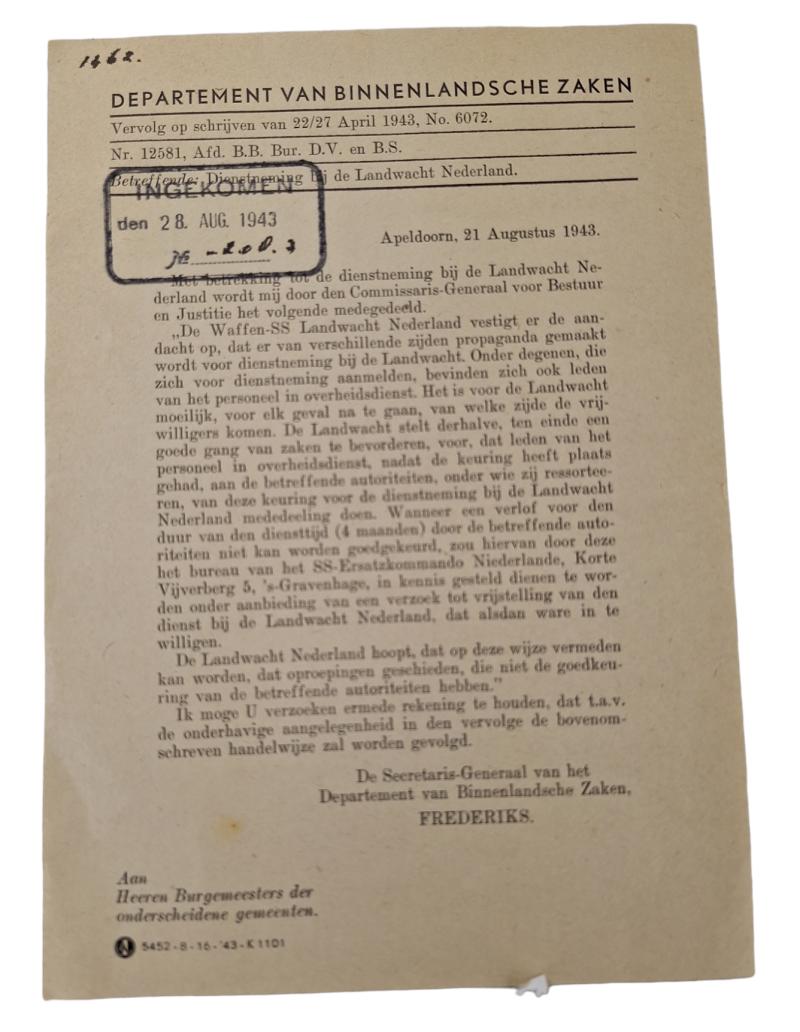 1462.
DEPARTEMENT VAN BINNENLANDSCHE ZAKEN
Vervolg op schrijven van 22/27 April 1943, No. 6072.
Nr. 12581, Afd. B.B. Bur. D.V. en B.S.
Betreffende: Dienstneming bij de Landwacht Nederland.
INGEKOMEN
den 28. AUG. 1943
Apeldoorn, 21 Augustus 1943.
Met betrekking tot de dienstneming bij de Landwacht Ne-
derland wordt mij door den Commissaris-Generaal voor Bestuur
en Justitie het volgende medegedeeld.
„De Waffen-SS Landwacht Nederland vestigt er de aan-
dacht op, dat er van verschillende zijden propaganda gemaakt
wordt voor dienstneming bij de Landwacht. Onder degenen, die
zich voor dienstneming aanmelden, bevinden zich ook leden
van het personeel in overheidsdienst. Het is voor de Landwacht
moeilijk, voor elk geval na te gaan, van welke zijde de vrij-
willigers komen. De Landwacht stelt derhalve, ten einde een
goede gang van zaken te bevorderen, voor, dat leden van het
personeel in overheidsdienst, nadat de keuring heeft plaats
gehad, aan de betreffende autoriteiten, onder wie zij ressortee-
ren, van deze keuring voor de dienstneming bij de Landwacht
Nederland mededeeling doen. Wanneer een verlof voor den
duur van den diensttijd (4 maanden) door de betreffende auto-
riteiten niet kan worden goedgekeurd, zou hiervan door deze
het bureau van het SS-Ersatzkommando Niederlande, Korte
Vijverberg 5, 's-Gravenhage, in kennis gesteld dienen te wor-
den onder aanbieding van een verzoek tot vrijstelling van den
dienst bij de Landwacht Nederland, dat alsdan ware in te
willigen.
De Landwacht Nederland hoopt, dat op deze wijze vermeden
kan worden, dat oproepingen geschieden, die niet de goedkeu-
ring van de betreffende autoriteiten hebben."
Ik moge U verzoeken ermede rekening te houden, dat t.a.v.
de onderhavige aangelegenheid in den vervolge de bovenom-
schreven handelwijze zal worden gevolgd.
De Secretaris-Generaal van het
Departement van Binnenlandsche Zaken,
FREDERIKS.
Aan
Heeren Burgemeesters der
onderscheidene gemeenten.
5452-8-16-'43-K 1101